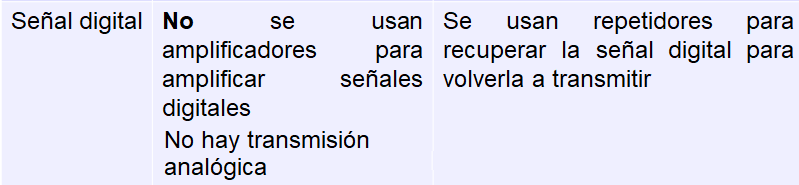 Señal digital
No se usan
amplificadores para
amplificar señales
digitales
No hay transmisión
analógica
Se usan repetidores para
recuperar la señal digital para
volverla a transmitir